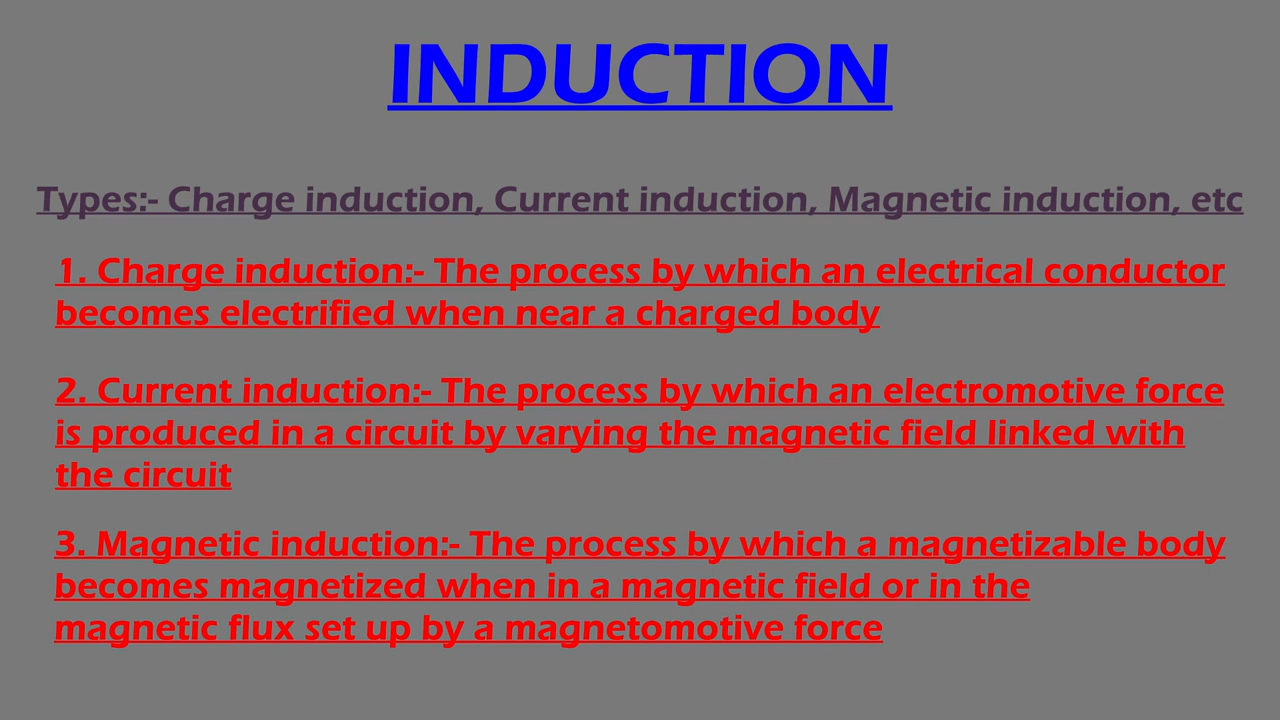 INDUCTION
Types:- Charge induction, Current induction, Magnetic induction, etc
1. Charge induction:- The process by which an electrical conductor
becomes electrified when near a charged body
2. Current induction:- The process by which an electromotive force
is produced in a circuit by varying the magnetic field linked with
the circuit
3. Magnetic induction:- The process by which a magnetizable body
becomes magnetized when in a magnetic field or in the
magnetic flux set up by a magnetomotive force